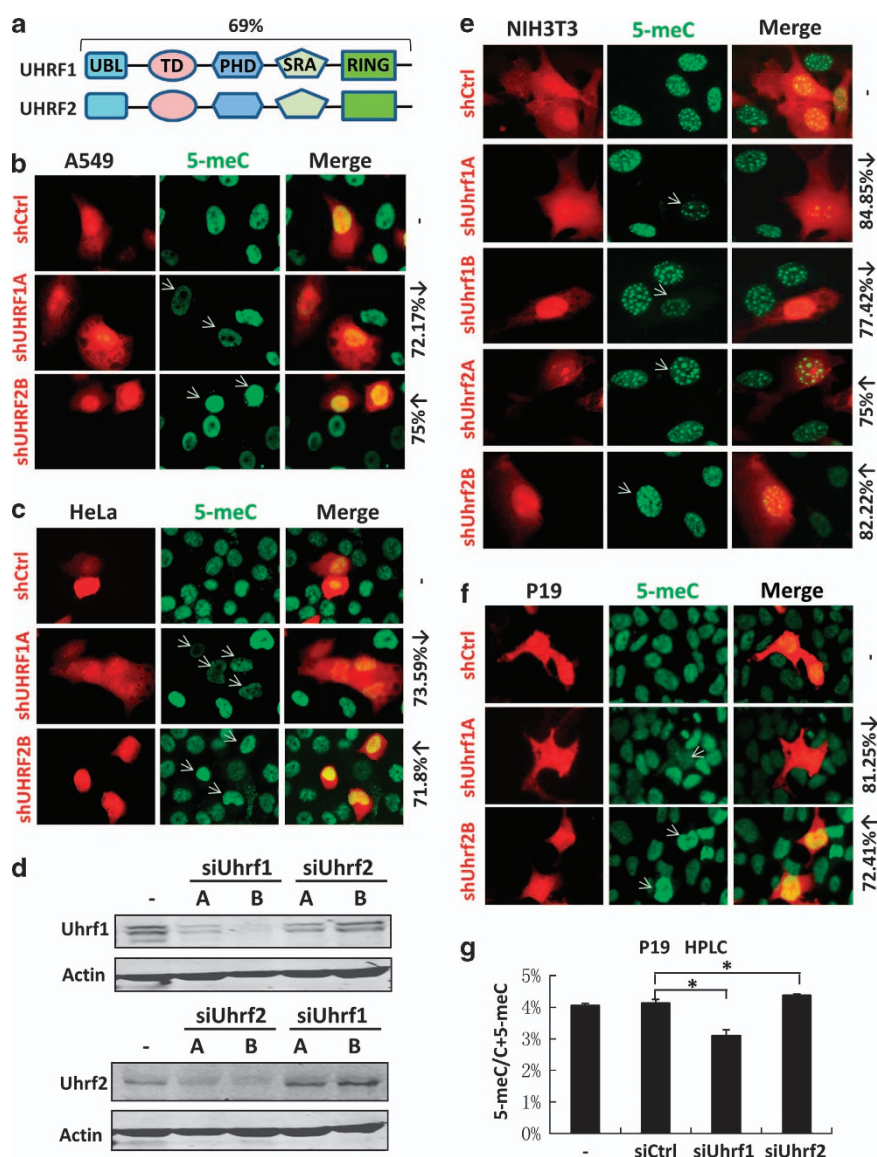 a
69%
UHRF1 UBL TD PHD SRA RING
UHRF2
b
A549 5-meC Merge
shCtrl -
shUHRF1A 72.17%↓
shUHRF2B 75%↑
c
HeLa 5-meC Merge
shCtrl -
shUHRF1A 73.59%↓
shUHRF2B 71.8%↑
d
siUhrf1 siUhrf2
- A B A B
Uhrf1
Actin
siUhrf2 siUhrf1
- A B A B
Uhrf2
Actin
e
NIH3T3 5-meC Merge
shCtrl -
shUhrf1A 84.85%↓
shUhrf1B 77.42%↓
shUhrf2A 75%↑
shUhrf2B 82.22%↑
f
P19 5-meC Merge
shCtrl -
shUhrf1A 81.25%↓
shUhrf2B 72.41%↑
g
P19 HPLC
5-meC/C+5-meC
5%
4%
3%
2%
1%
0%
*
*
- siCtrl siUhrf1 siUhrf2